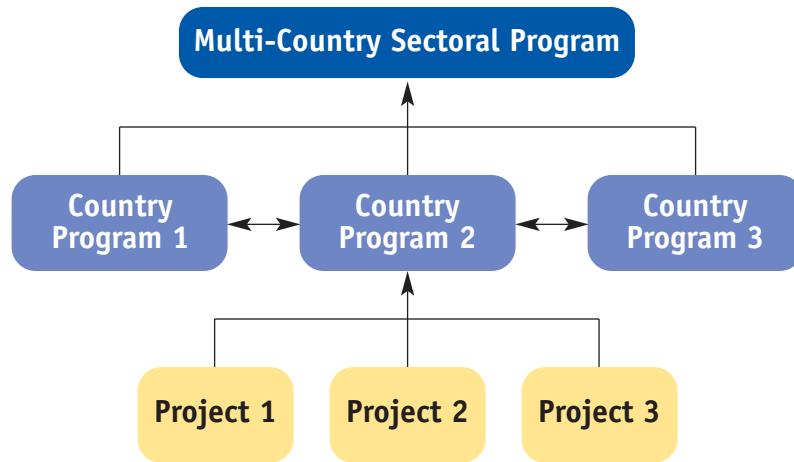 Multi-Country Sectoral Program
Country
Program 1
Country
Program 2
Country
Program 3
Project 1
Project 2
Project 3